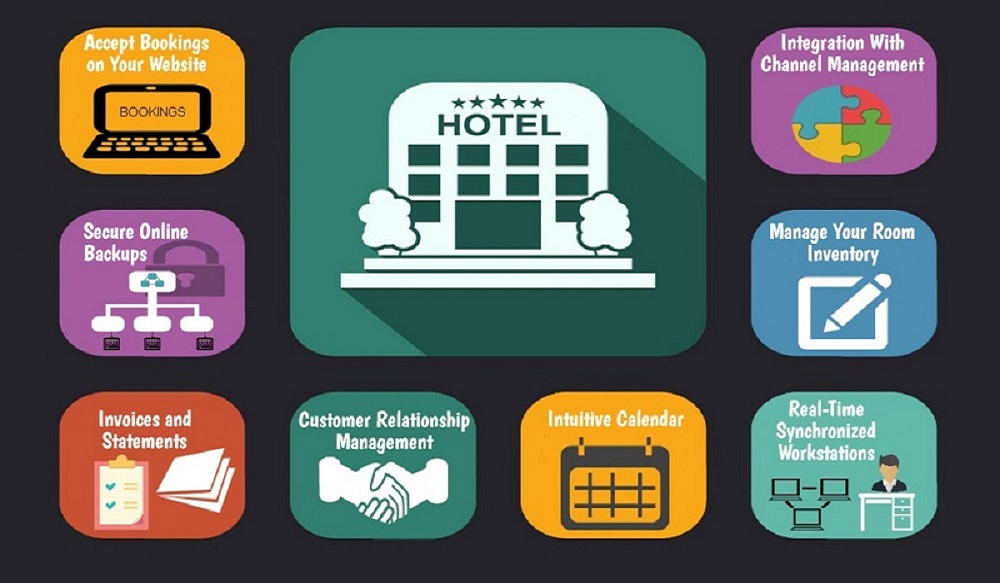 Accept Bookings
on Your Website
BOOKINGS
HOTEL
Integration With
Channel Management
Secure Online
Backups
Manage Your Room
Inventory
Invoices and
Statements
Customer Relationship
Management
Intuitive Calendar
Real-Time
Synchronized
Workstations